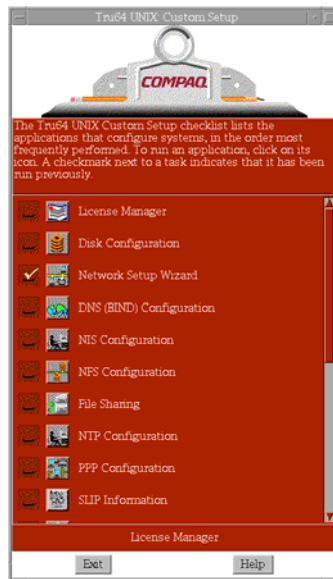 Tru64 UNIX: Custom Setup
COMPAQ
The Tru64 UNIX Custom Setup checklist lists the
applications that configure systems, in the order most
frequently performed. To run an application, click on its
icon. A checkmark next to a task indicates that it has been
run previously.
License Manager
Disk Configuration
Network Setup Wizard
DNS (BIND) Configuration
NIS Configuration
NFS Configuration
File Sharing
NTP Configuration
PPP Configuration
SLIP Information
License Manager
Exit
Help